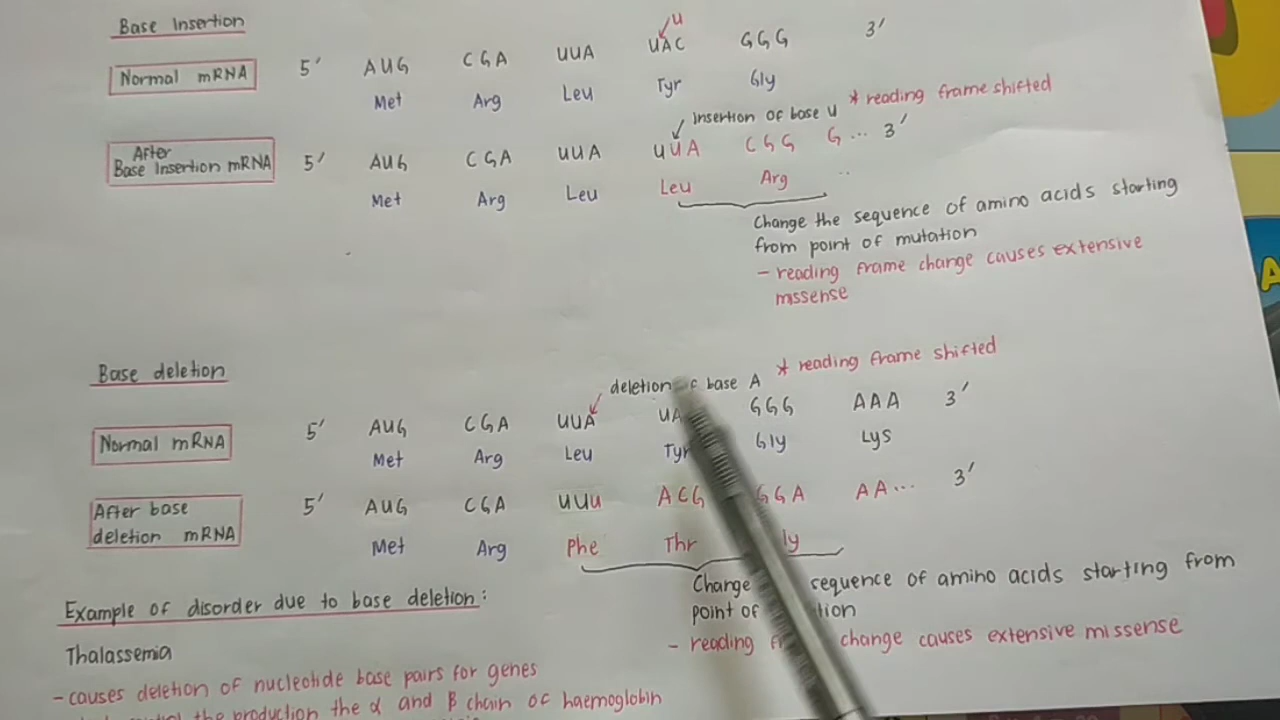 Base Insertion
U
Normal mRNA 5' AUG CGA UUA UAC GGG 3'
Met Arg Leu Tyr Gly
insertion of base U * reading frame shifted
After
Base Insertion mRNA 5' AUG CGA UUA UUA CGG G... 3'
Met Arg Leu Leu Arg ..
Change the sequence of amino acids starting
from point of mutation
- reading frame change causes extensive
missense
Base deletion
deletion of base A * reading frame shifted
Normal mRNA 5' AUG CGA UUA UA GGG AAA 3'
Met Arg Leu Tyr Gly Lys
After base
deletion mRNA 5' AUG CGA UUU ACG GGA AA... 3'
Met Arg Phe Thr ly
Change sequence of amino acids starting from
point of
- reading change causes extensive missense
Example of disorder due to base deletion:
Thalassemia
- causes deletion of nucleotide base pairs for genes
the production the α and β chain of haemoglobin